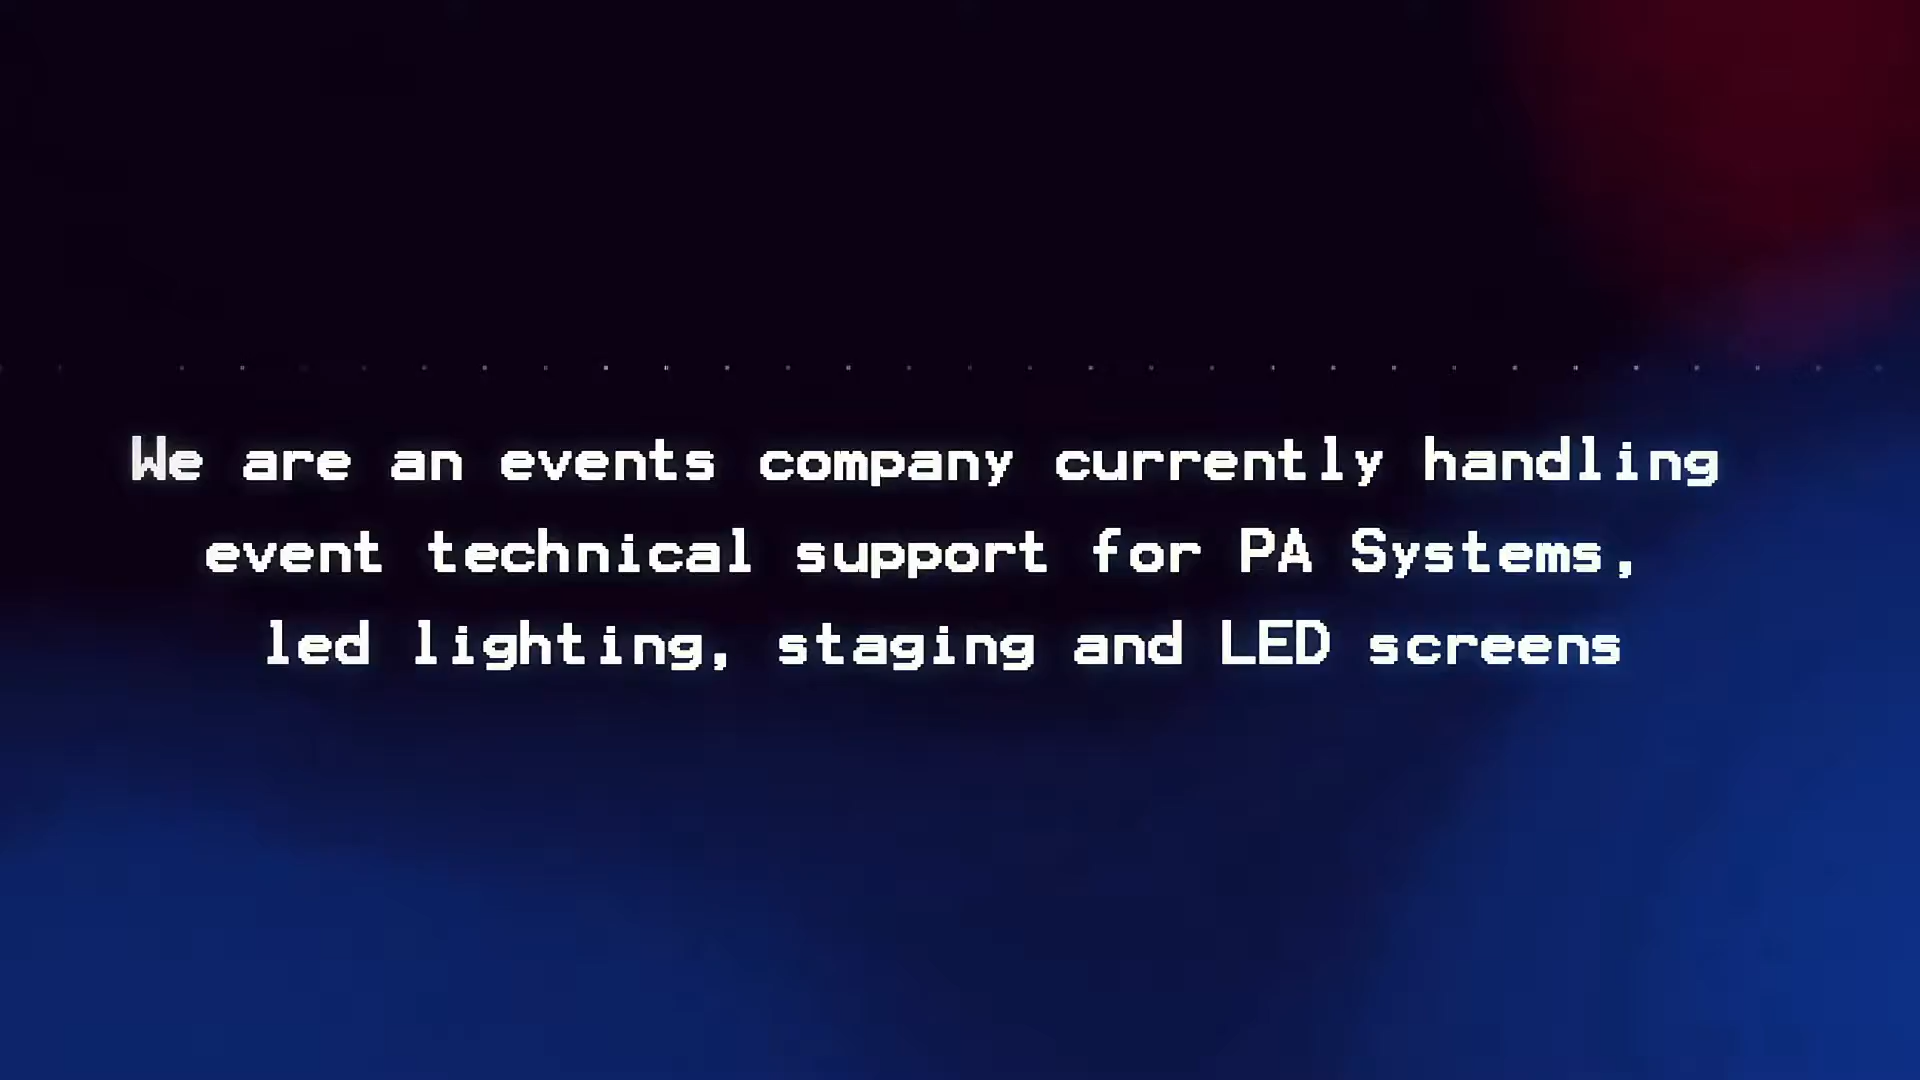 We are an events company currently handling
event technical support for PA Systems,
led lighting, staging and LED screens